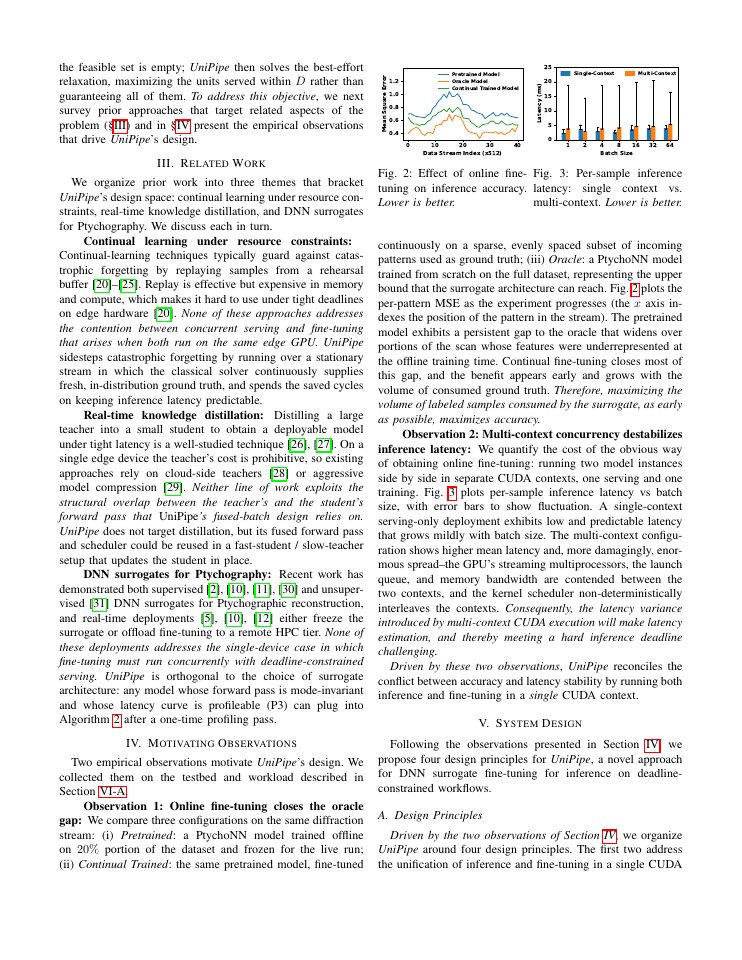 the feasible set is empty; UniPipe then solves the best-effort
relaxation, maximizing the units served within D rather than
guaranteeing all of them. To address this objective, we next
survey prior approaches that target related aspects of the
problem (§III) and in §IV present the empirical observations
that drive UniPipe's design.
III. RELATED WORK
We organize prior work into three themes that bracket
UniPipe's design space: continual learning under resource con-
straints, real-time knowledge distillation, and DNN surrogates
for Ptychography. We discuss each in turn.
Continual learning under resource constraints:
Continual-learning techniques typically guard against catas-
trophic forgetting by replaying samples from a rehearsal
buffer [20]–[25]. Replay is effective but expensive in memory
and compute, which makes it hard to use under tight deadlines
on edge hardware [20]. None of these approaches addresses
the contention between concurrent serving and fine-tuning
that arises when both run on the same edge GPU. UniPipe
sidesteps catastrophic forgetting by running over a stationary
stream in which the classical solver continuously supplies
fresh, in-distribution ground truth, and spends the saved cycles
on keeping inference latency predictable.
Real-time knowledge distillation: Distilling a large
teacher into a small student to obtain a deployable model
under tight latency is a well-studied technique [26], [27]. On a
single edge device the teacher's cost is prohibitive, so existing
approaches rely on cloud-side teachers [28] or aggressive
model compression [29]. Neither line of work exploits the
structural overlap between the teacher's and the student's
forward pass that UniPipe's fused-batch design relies on.
UniPipe does not target distillation, but its fused forward pass
and scheduler could be reused in a fast-student / slow-teacher
setup that updates the student in place.
DNN surrogates for Ptychography: Recent work has
demonstrated both supervised [2], [10], [11], [30] and unsuper-
vised [31] DNN surrogates for Ptychographic reconstruction,
and real-time deployments [5], [10], [12] either freeze the
surrogate or offload fine-tuning to a remote HPC tier. None of
these deployments addresses the single-device case in which
fine-tuning must run concurrently with deadline-constrained
serving. UniPipe is orthogonal to the choice of surrogate
architecture: any model whose forward pass is mode-invariant
and whose latency curve is profileable (P3) can plug into
Algorithm 2 after a one-time profiling pass.
IV. MOTIVATING OBSERVATIONS
Two empirical observations motivate UniPipe's design. We
collected them on the testbed and workload described in
Section VI-A.
Observation 1: Online fine-tuning closes the oracle
gap: We compare three configurations on the same diffraction
stream: (i) Pretrained: a PtychoNN model trained offline
on 20% portion of the dataset and frozen for the live run;
(ii) Continual Trained: the same pretrained model, fine-tuned
Mean Square Error
1.2
1.0
0.8
0.6
0.4
Pretrained Model
Oracle Model
Continual Trained Model
0 10 20 30 40
Data Stream Index (x512)
Fig. 2: Effect of online fine-
tuning on inference accuracy.
Lower is better.
Latency (ms)
25
20
15
10
5
0
Single-Context Multi-Context
1 2 4 8 16 32 64
Batch Size
Fig. 3: Per-sample inference
latency: single context vs.
multi-context. Lower is better.
continuously on a sparse, evenly spaced subset of incoming
patterns used as ground truth; (iii) Oracle: a PtychoNN model
trained from scratch on the full dataset, representing the upper
bound that the surrogate architecture can reach. Fig. 2 plots the
per-pattern MSE as the experiment progresses (the x axis in-
dexes the position of the pattern in the stream). The pretrained
model exhibits a persistent gap to the oracle that widens over
portions of the scan whose features were underrepresented at
the offline training time. Continual fine-tuning closes most of
this gap, and the benefit appears early and grows with the
volume of consumed ground truth. Therefore, maximizing the
volume of labeled samples consumed by the surrogate, as early
as possible, maximizes accuracy.
Observation 2: Multi-context concurrency destabilizes
inference latency: We quantify the cost of the obvious way
of obtaining online fine-tuning: running two model instances
side by side in separate CUDA contexts, one serving and one
training. Fig. 3 plots per-sample inference latency vs batch
size, with error bars to show fluctuation. A single-context
serving-only deployment exhibits low and predictable latency
that grows mildly with batch size. The multi-context configu-
ration shows higher mean latency and, more damagingly, enor-
mous spread–the GPU's streaming multiprocessors, the launch
queue, and memory bandwidth are contended between the
two contexts, and the kernel scheduler non-deterministically
interleaves the contexts. Consequently, the latency variance
introduced by multi-context CUDA execution will make latency
estimation, and thereby meeting a hard inference deadline
challenging.
Driven by these two observations, UniPipe reconciles the
conflict between accuracy and latency stability by running both
inference and fine-tuning in a single CUDA context.
V. SYSTEM DESIGN
Following the observations presented in Section IV, we
propose four design principles for UniPipe, a novel approach
for DNN surrogate fine-tuning for inference on deadline-
constrained workflows.
A. Design Principles
Driven by the two observations of Section IV, we organize
UniPipe around four design principles. The first two address
the unification of inference and fine-tuning in a single CUDA